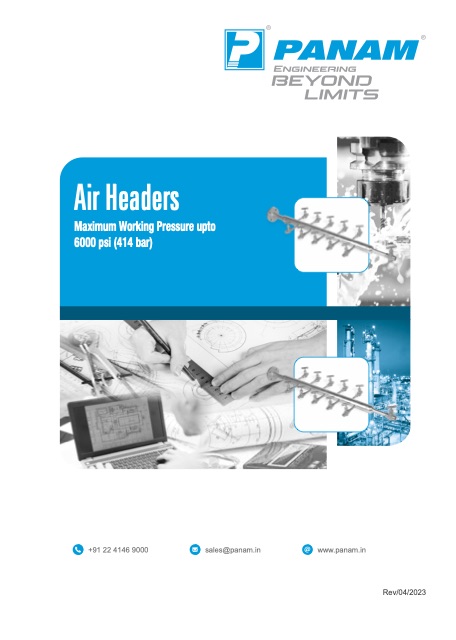 PANAM
ENGINEERING
BEYOND
LIMITS
Air Headers
Maximum Working Pressure upto
6000 psi (414 bar)
+91 22 4146 9000
sales@panam.in
www.panam.in
Rev/04/2023